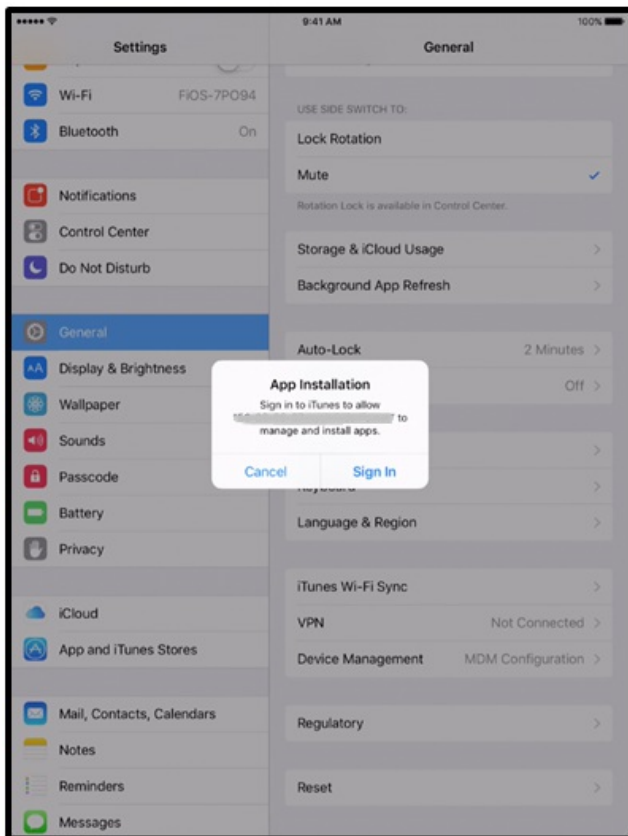 9:41 AM
100%
Settings
General
Wi-Fi
FiOS-7PO94
Bluetooth
On
Notifications
Control Center
Do Not Disturb
General
Display & Brightness
Wallpaper
Sounds
Passcode
Battery
Privacy
iCloud
App and iTunes Stores
Mail, Contacts, Calendars
Notes
Reminders
Messages
USE SIDE SWITCH TO:
Lock Rotation
Mute
Rotation Lock is available in Control Center.
Storage & iCloud Usage
Background App Refresh
Auto-Lock
2 Minutes
Off
App Installation
Sign in to iTunes to allow
to
manage and install apps.
Cancel
Sign In
Keyboard
Language & Region
iTunes Wi-Fi Sync
VPN
Not Connected
Device Management
MDM Configuration
Regulatory
Reset